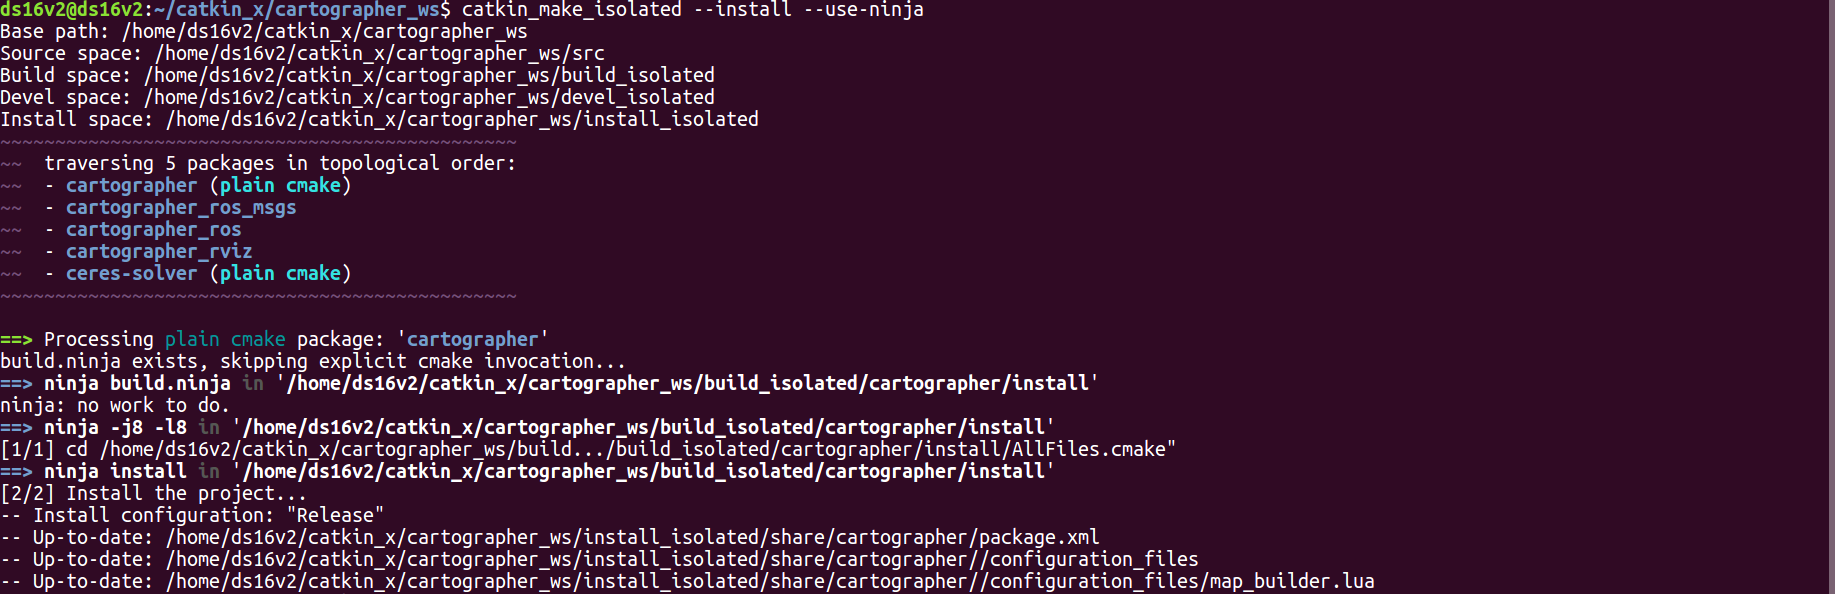 ds16v2@ds16v2:~/catkin_x/cartographer_ws$ catkin_make_isolated --install --use-ninja
Base path: /home/ds16v2/catkin_x/cartographer_ws
Source space: /home/ds16v2/catkin_x/cartographer_ws/src
Build space: /home/ds16v2/catkin_x/cartographer_ws/build_isolated
Devel space: /home/ds16v2/catkin_x/cartographer_ws/devel_isolated
Install space: /home/ds16v2/catkin_x/cartographer_ws/install_isolated
~~~~~~~~~~~~~~~~~~~~~~~~~~~~~~~~~~~~~~~~~~~~~~~
~~  traversing 5 packages in topological order:
~~  - cartographer (plain cmake)
~~  - cartographer_ros_msgs
~~  - cartographer_ros
~~  - cartographer_rviz
~~  - ceres-solver (plain cmake)
~~~~~~~~~~~~~~~~~~~~~~~~~~~~~~~~~~~~~~~~~~~~~~~
==> Processing plain cmake package: 'cartographer'
build.ninja exists, skipping explicit cmake invocation...
==> ninja build.ninja in '/home/ds16v2/catkin_x/cartographer_ws/build_isolated/cartographer/install'
ninja: no work to do.
==> ninja -j8 -l8 in '/home/ds16v2/catkin_x/cartographer_ws/build_isolated/cartographer/install'
[1/1] cd /home/ds16v2/catkin_x/cartographer_ws/build.../build_isolated/cartographer/install/AllFiles.cmake"
==> ninja install in '/home/ds16v2/catkin_x/cartographer_ws/build_isolated/cartographer/install'
[2/2] Install the project...
-- Install configuration: "Release"
-- Up-to-date: /home/ds16v2/catkin_x/cartographer_ws/install_isolated/share/cartographer/package.xml
-- Up-to-date: /home/ds16v2/catkin_x/cartographer_ws/install_isolated/share/cartographer//configuration_files
-- Up-to-date: /home/ds16v2/catkin_x/cartographer_ws/install_isolated/share/cartographer//configuration_files/map_builder.lua